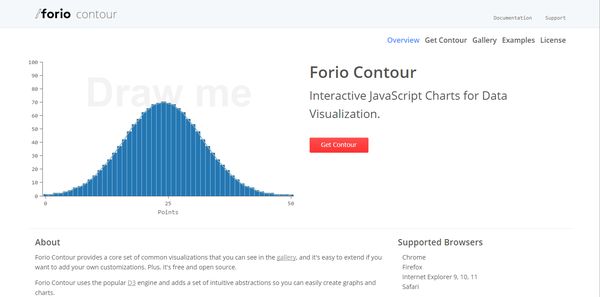 /forio contour
Documentation Support
Overview Get Contour Gallery Examples License
Draw me
100
90
80
70
60
50
40
30
20
10
0
0 25 50
Points
Forio Contour
Interactive JavaScript Charts for Data
Visualization.
Get Contour
About
Forio Contour provides a core set of common visualizations that you can see in the gallery, and it's easy to extend if you
want to add your own customizations. Plus, it's free and open source.
Forio Contour uses the popular D3 engine and adds a set of intuitive abstractions so you can easily create graphs and
charts.
Supported Browsers
Chrome
Firefox
Internet Explorer 9, 10, 11
Safari